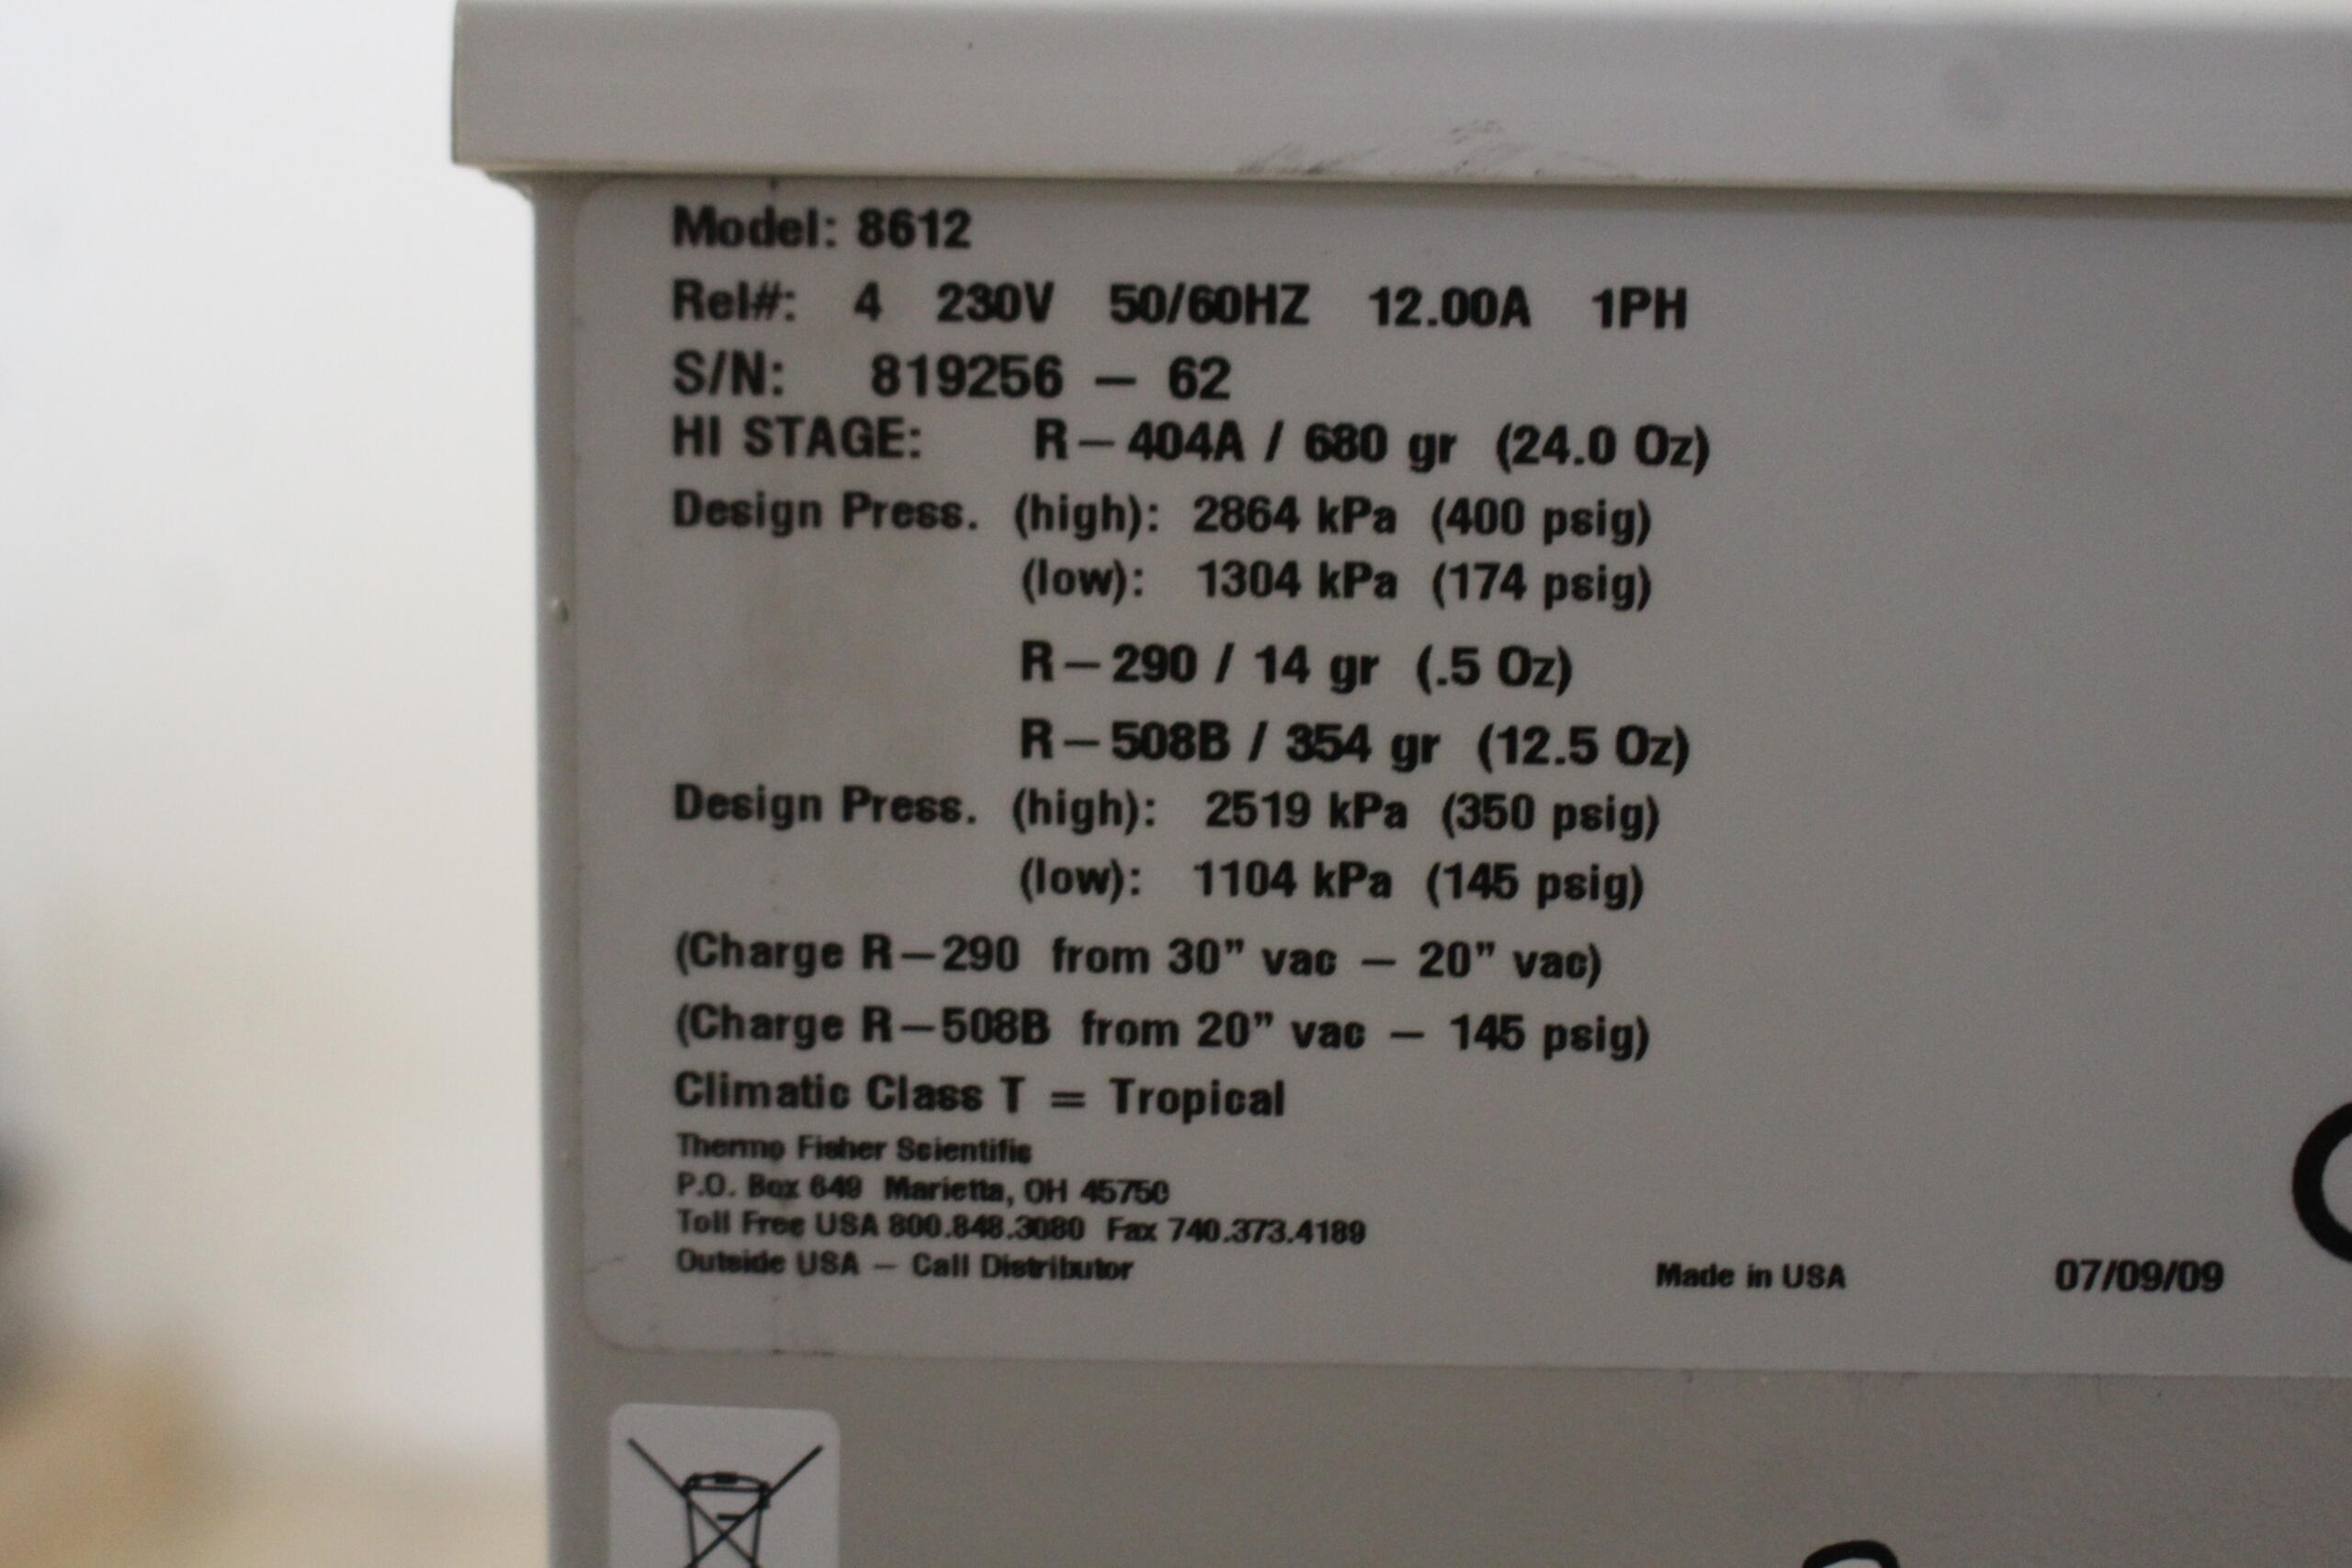 Model: 8612
Rel#: 4 230V 50/60HZ 12.00A 1PH
S/N: 819256 – 62
HI STAGE: R–404A / 680 gr (24.0 Oz)
Design Press. (high): 2864 kPa (400 psig)
(low): 1304 kPa (174 psig)
R–290 / 14 gr (.5 Oz)
R–508B / 354 gr (12.5 Oz)
Design Press. (high): 2519 kPa (350 psig)
(low): 1104 kPa (145 psig)
(Charge R–290 from 30” vac – 20” vac)
(Charge R–508B from 20” vac – 145 psig)
Climatic Class T = Tropical
Thermo Fisher Scientific
P.O. Box 649 Marietta, OH 45750
Toll Free USA 800.848.3080 Fax 740.373.4189
Outside USA – Call Distributor
Made in USA 07/09/09